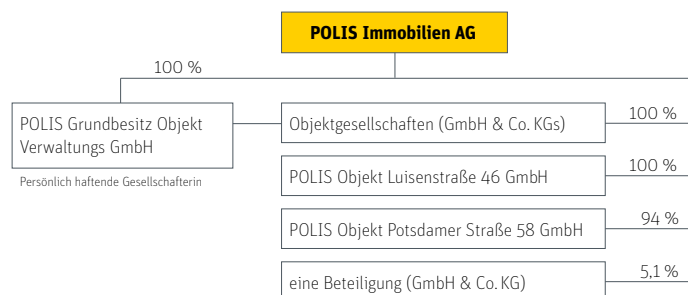 POLIS Immobilien AG
100 %
POLIS Grundbesitz Objekt
Verwaltungs GmbH
Persönlich haftende Gesellschafterin
Objektgesellschaften (GmbH & Co. KGs)
100 %
POLIS Objekt Luisenstraße 46 GmbH
100 %
POLIS Objekt Potsdamer Straße 58 GmbH
94 %
eine Beteiligung (GmbH & Co. KG)
5,1 %